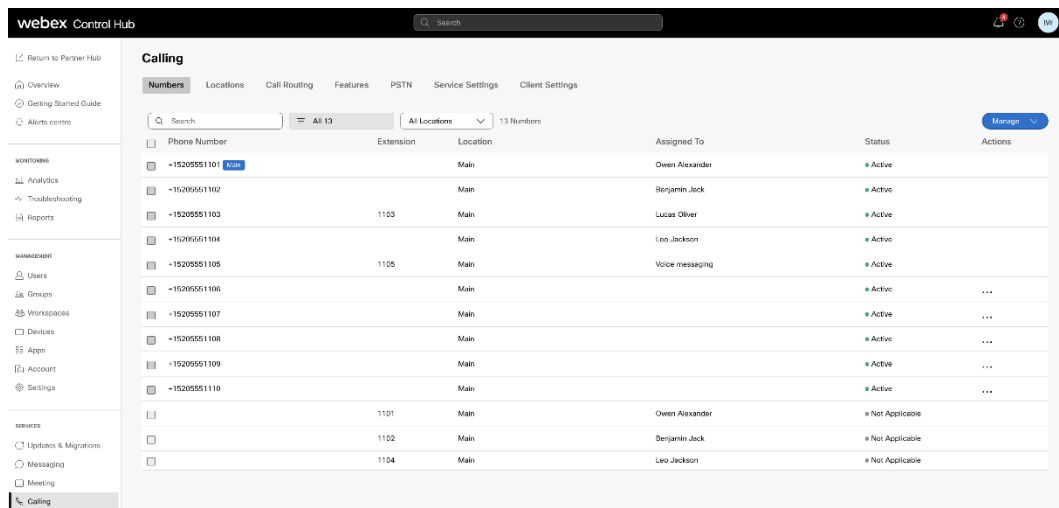 webex Control Hub
Search
4
IW
Return to Partner Hub
Overview
Getting Started Guide
Alerts centre
MONITORING
Analytics
Troubleshooting
Reports
MANAGEMENT
Users
Groups
Workspaces
Devices
Apps
Account
Settings
SERVICES
Updates & Migrations
Messaging
Meeting
Calling
Calling
Numbers Locations Call Routing Features PSTN Service Settings Client Settings
Search All 13 All Locations 13 Numbers Manage
Phone Number Extension Location Assigned To Status Actions
+15205551101 Main Main Owen Alexander Active
+15205551102 Main Benjamin Jack Active
+15205551103 1103 Main Lucas Oliver Active
+15205551104 Main Leo Jackson Active
+15205551105 1105 Main Voice messaging Active
+15205551106 Main Active ...
+15205551107 Main Active ...
+15205551108 Main Active ...
+15205551109 Main Active ...
+15205551110 Main Active ...
1101 Main Owen Alexander Not Applicable
1102 Main Benjamin Jack Not Applicable
1104 Main Leo Jackson Not Applicable